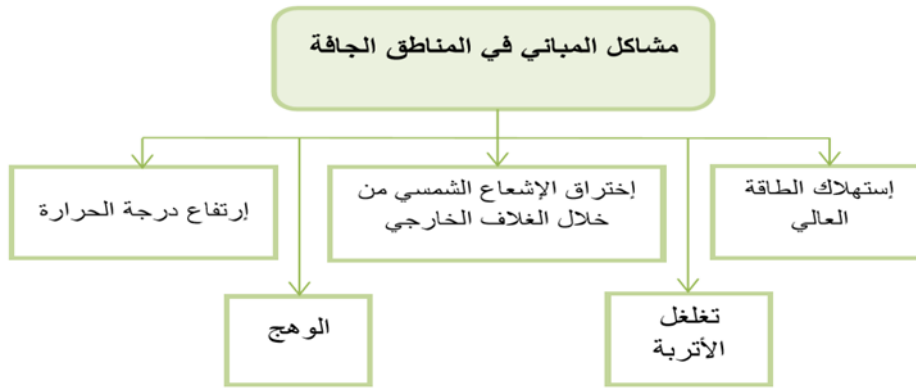 مشاكل المباني في المناطق الجافة
إستهلاك الطاقة
العالي
إختراق الإشعاع الشمسي من
خلال الغلاف الخارجي
إرتفاع درجة الحرارة
تغلغل
الأتربة
الوهج